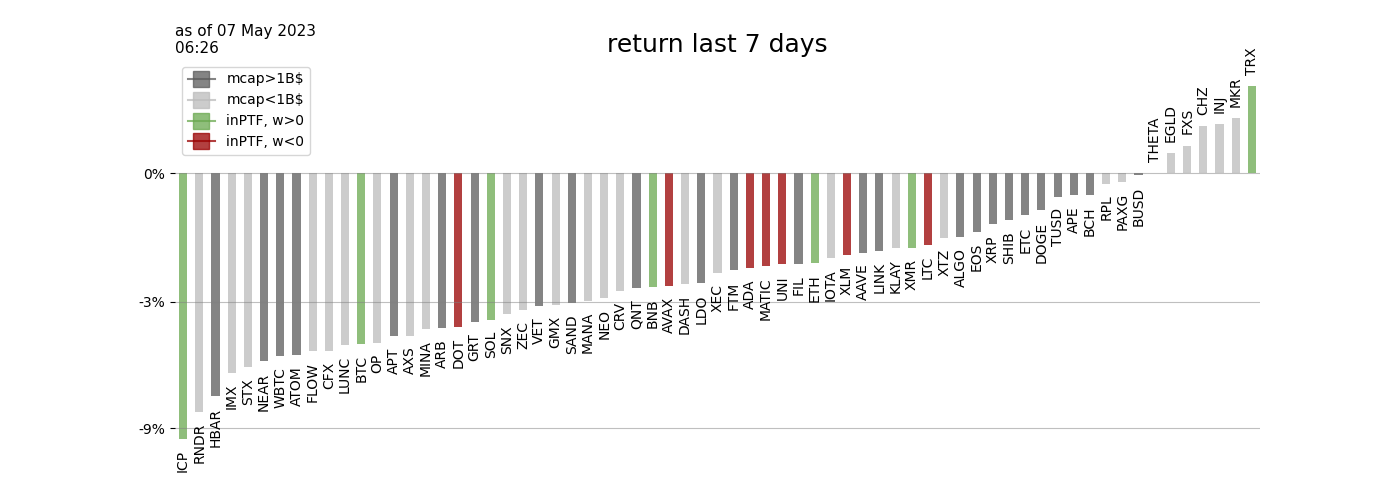 as of 07 May 2023
06:26
return last 7 days
mcap>1B$
mcap<1B$
inPTF, w>0
inPTF, w<0
0%
-3%
-9%
ICP
RNDR
HBAR
IMX
STX
NEAR
WBTC
ATOM
FLOW
CFX
LUNC
BTC
OP
APT
AXS
MINA
ARB
DOT
GRT
SOL
SNX
ZEC
VET
GMX
SAND
MANA
NEO
CRV
QNT
BNB
AVAX
DASH
LDO
XEC
FTM
ADA
MATIC
UNI
FIL
ETH
IOTA
XLM
AAVE
LINK
KLAY
XMR
LTC
XTZ
ALGO
EOS
XRP
SHIB
ETC
DOGE
TUSD
APE
BCH
RPL
PAXG
BUSD
THETA
EGLD
FXS
CHZ
INJ
MKR
TRX